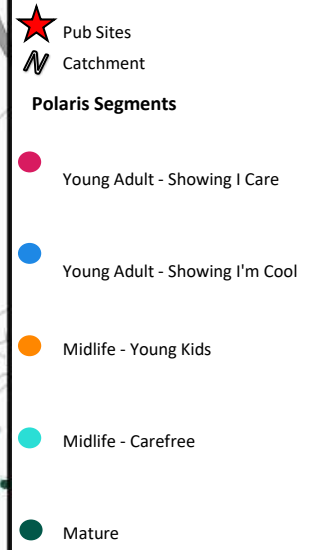 Pub Sites
Catchment
Polaris Segments
Young Adult - Showing I Care
Young Adult - Showing I'm Cool
Midlife - Young Kids
Midlife - Carefree
Mature